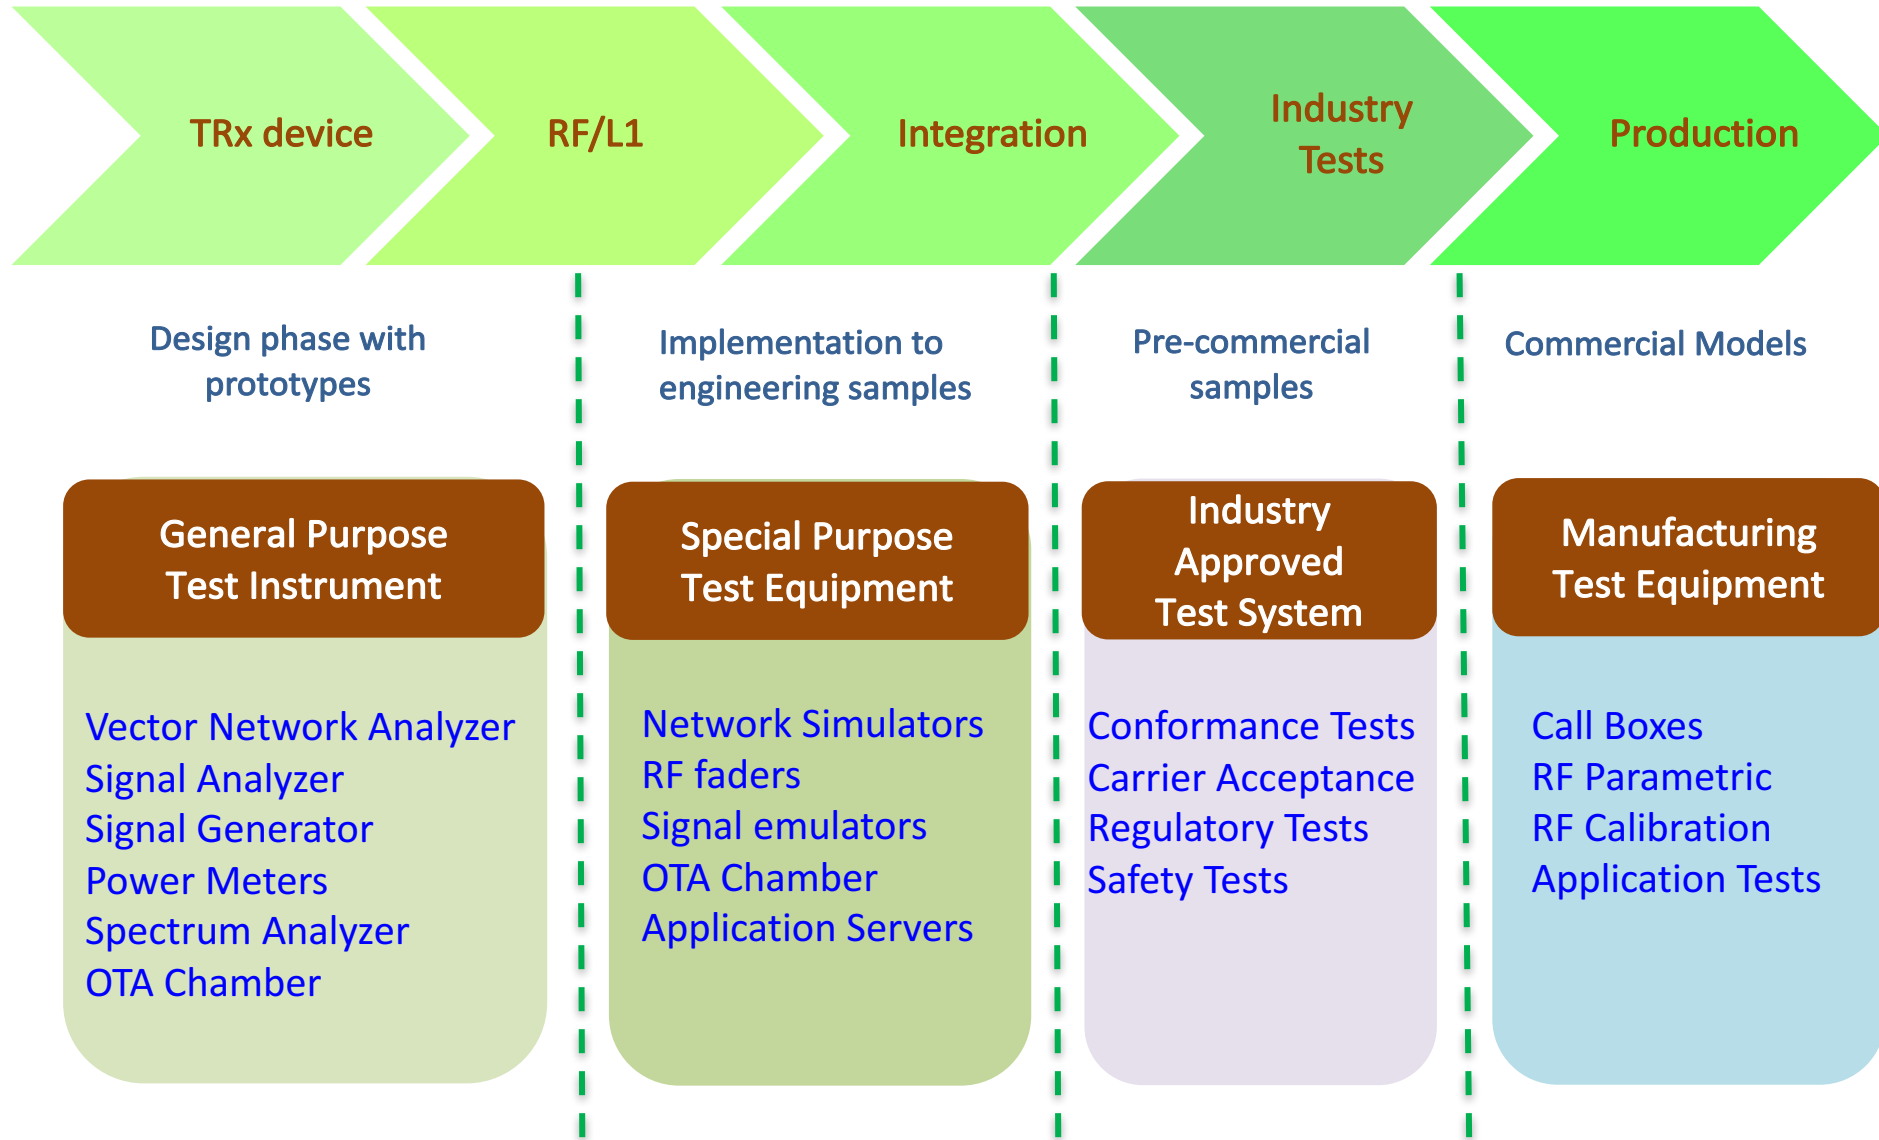 TRx device
RF/L1
Integration
Industry
Tests
Production
Design phase with
prototypes
Implementation to
engineering samples
Pre-commercial
samples
Commercial Models
General Purpose
Test Instrument
Vector Network Analyzer
Signal Analyzer
Signal Generator
Power Meters
Spectrum Analyzer
OTA Chamber
Special Purpose
Test Equipment
Network Simulators
RF faders
Signal emulators
OTA Chamber
Application Servers
Industry
Approved
Test System
Conformance Tests
Carrier Acceptance
Regulatory Tests
Safety Tests
Manufacturing
Test Equipment
Call Boxes
RF Parametric
RF Calibration
Application Tests